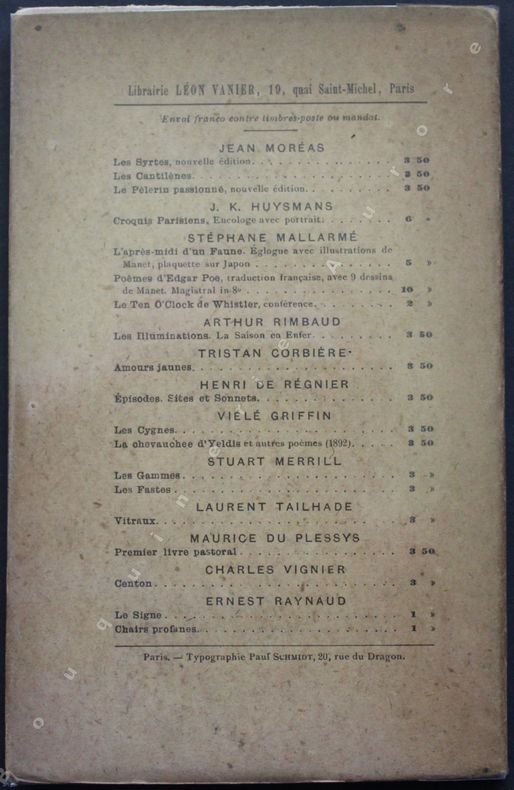 Librairie LÉON VANIER, 19, quai Saint-Michel, Paris
Envoi franco contre timbres-poste ou mandat.
JEAN MORÉAS
Les Syrtes, nouvelle édition. . . . . . . . . . . . . . . 3 50
Les Cantilènes. . . . . . . . . . . . . . . . . . . . 3 50
Le Pèlerin passionné, nouvelle édition. . . . . . . . . 3 50
J. K. HUYSMANS
Croquis Parisiens, Encologe avec portrait. . . . . . . . 6 »
STÉPHANE MALLARMÉ
L'après-midi d'un Faune. Églogue avec illustrations de
Manet, plaquette sur Japon . . . . . . . . . . . . . . 5 »
Poèmes d'Edgar Poe, traduction française, avec 9 dessins
de Manet. Magistral in-8º . . . . . . . . . . . . . . . 10 »
Le Ten O'Clock de Whistler, conférence. . . . . . . . . 2 »
ARTHUR RIMBAUD
Les Illuminations. La Saison en Enfer. . . . . . . . . 3 50
TRISTAN CORBIÈRE
Amours jaunes. . . . . . . . . . . . . . . . . . . . 3 50
HENRI DE RÉGNIER
Épisodes. Sites et Sonnets. . . . . . . . . . . . . . 3 50
VIÉLÉ GRIFFIN
Les Cygnes. . . . . . . . . . . . . . . . . . . . . . 3 50
La chevauchee d'Yeldis et autres poèmes (1892). . . . . 3 50
STUART MERRILL
Les Gammes . . . . . . . . . . . . . . . . . . . . . 3 »
Les Fastes . . . . . . . . . . . . . . . . . . . . . . 3 »
LAURENT TAILHADE
Vitraux. . . . . . . . . . . . . . . . . . . . . . . . 3 »
MAURICE DU PLESSYS
Premier livre pastoral . . . . . . . . . . . . . . . . 3 50
CHARLES VIGNIER
Centon . . . . . . . . . . . . . . . . . . . . . . . . 3 »
ERNEST RAYNAUD
Le Signe . . . . . . . . . . . . . . . . . . . . . . . 1 »
Chairs profanes. . . . . . . . . . . . . . . . . . . . 1 »
Paris. — Typographie Paul SCHMIDT, 20, rue du Dragon.
Bouquinerie Aurore